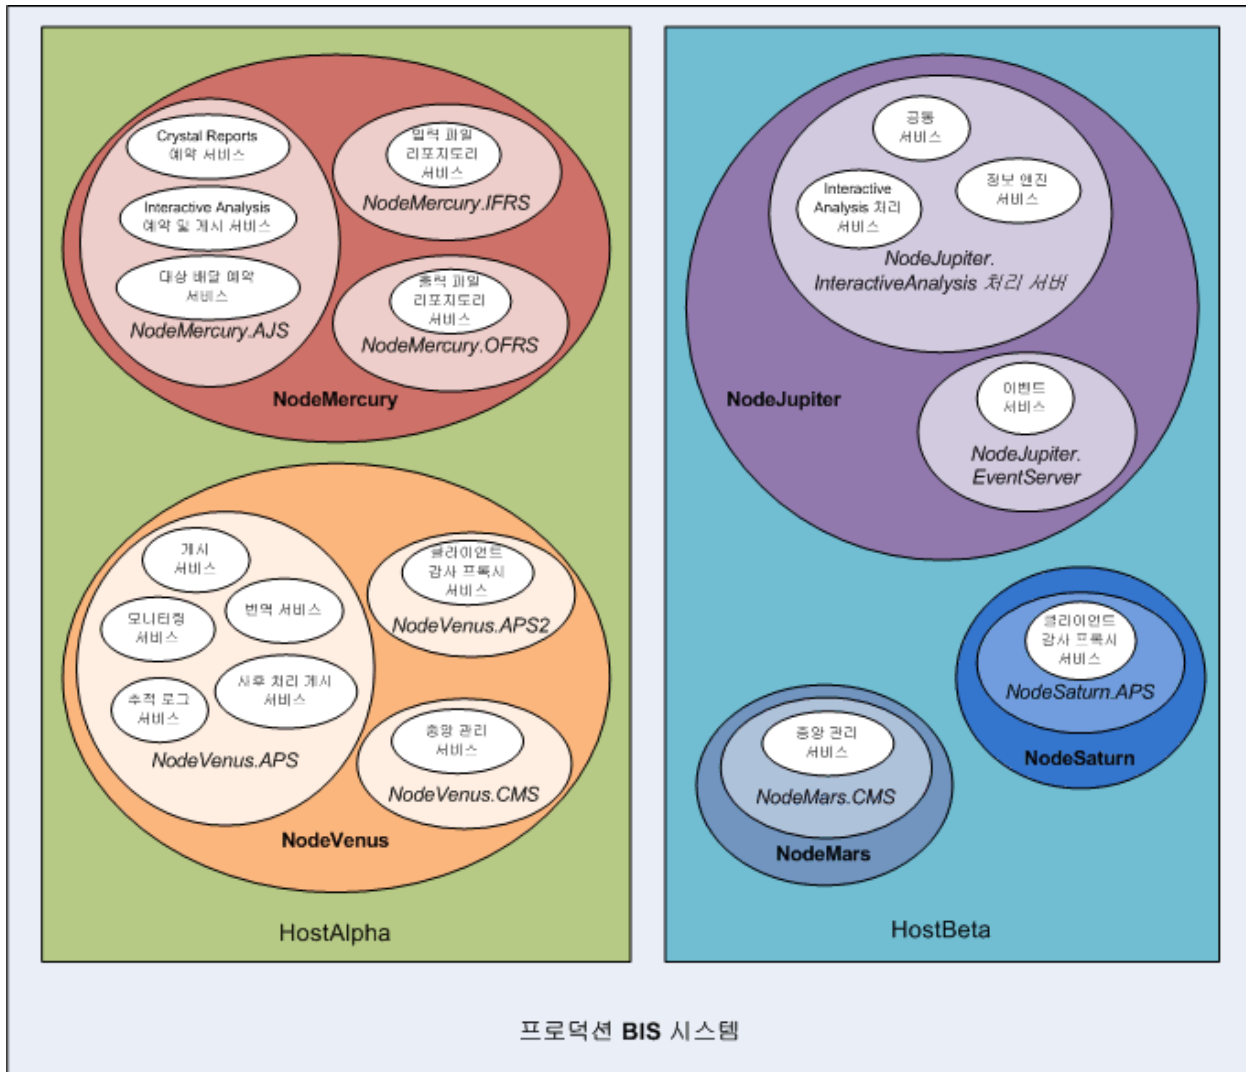 Crystal Reports
예약 서비스
Interactive Analysis
예약 및 게시 서비스
대상 배달 예약
서비스
NodeMercury.AJS
입력 파일
리포지토리
서비스
NodeMercury.IFRS
출력 파일
리포지토리
서비스
NodeMercury.OFRS
NodeMercury
게시
서비스
모니터링
서비스
번역 서비스
추적 로그
서비스
사후 처리 게시
서비스
NodeVenus.APS
클라이언트
감사 프록시
서비스
NodeVenus.APS2
중앙 관리
서비스
NodeVenus.CMS
NodeVenus
HostAlpha
공통
서비스
Interactive
Analysis 처리
서비스
정보 엔진
서비스
NodeJupiter.
InteractiveAnalysis 처리 서버
NodeJupiter
이벤트
서비스
NodeJupiter.
EventServer
클라이언트
감사 프록시
서비스
NodeSaturn.APS
NodeSaturn
중앙 관리
서비스
NodeMars.CMS
NodeMars
HostBeta
프로덕션 BIS 시스템